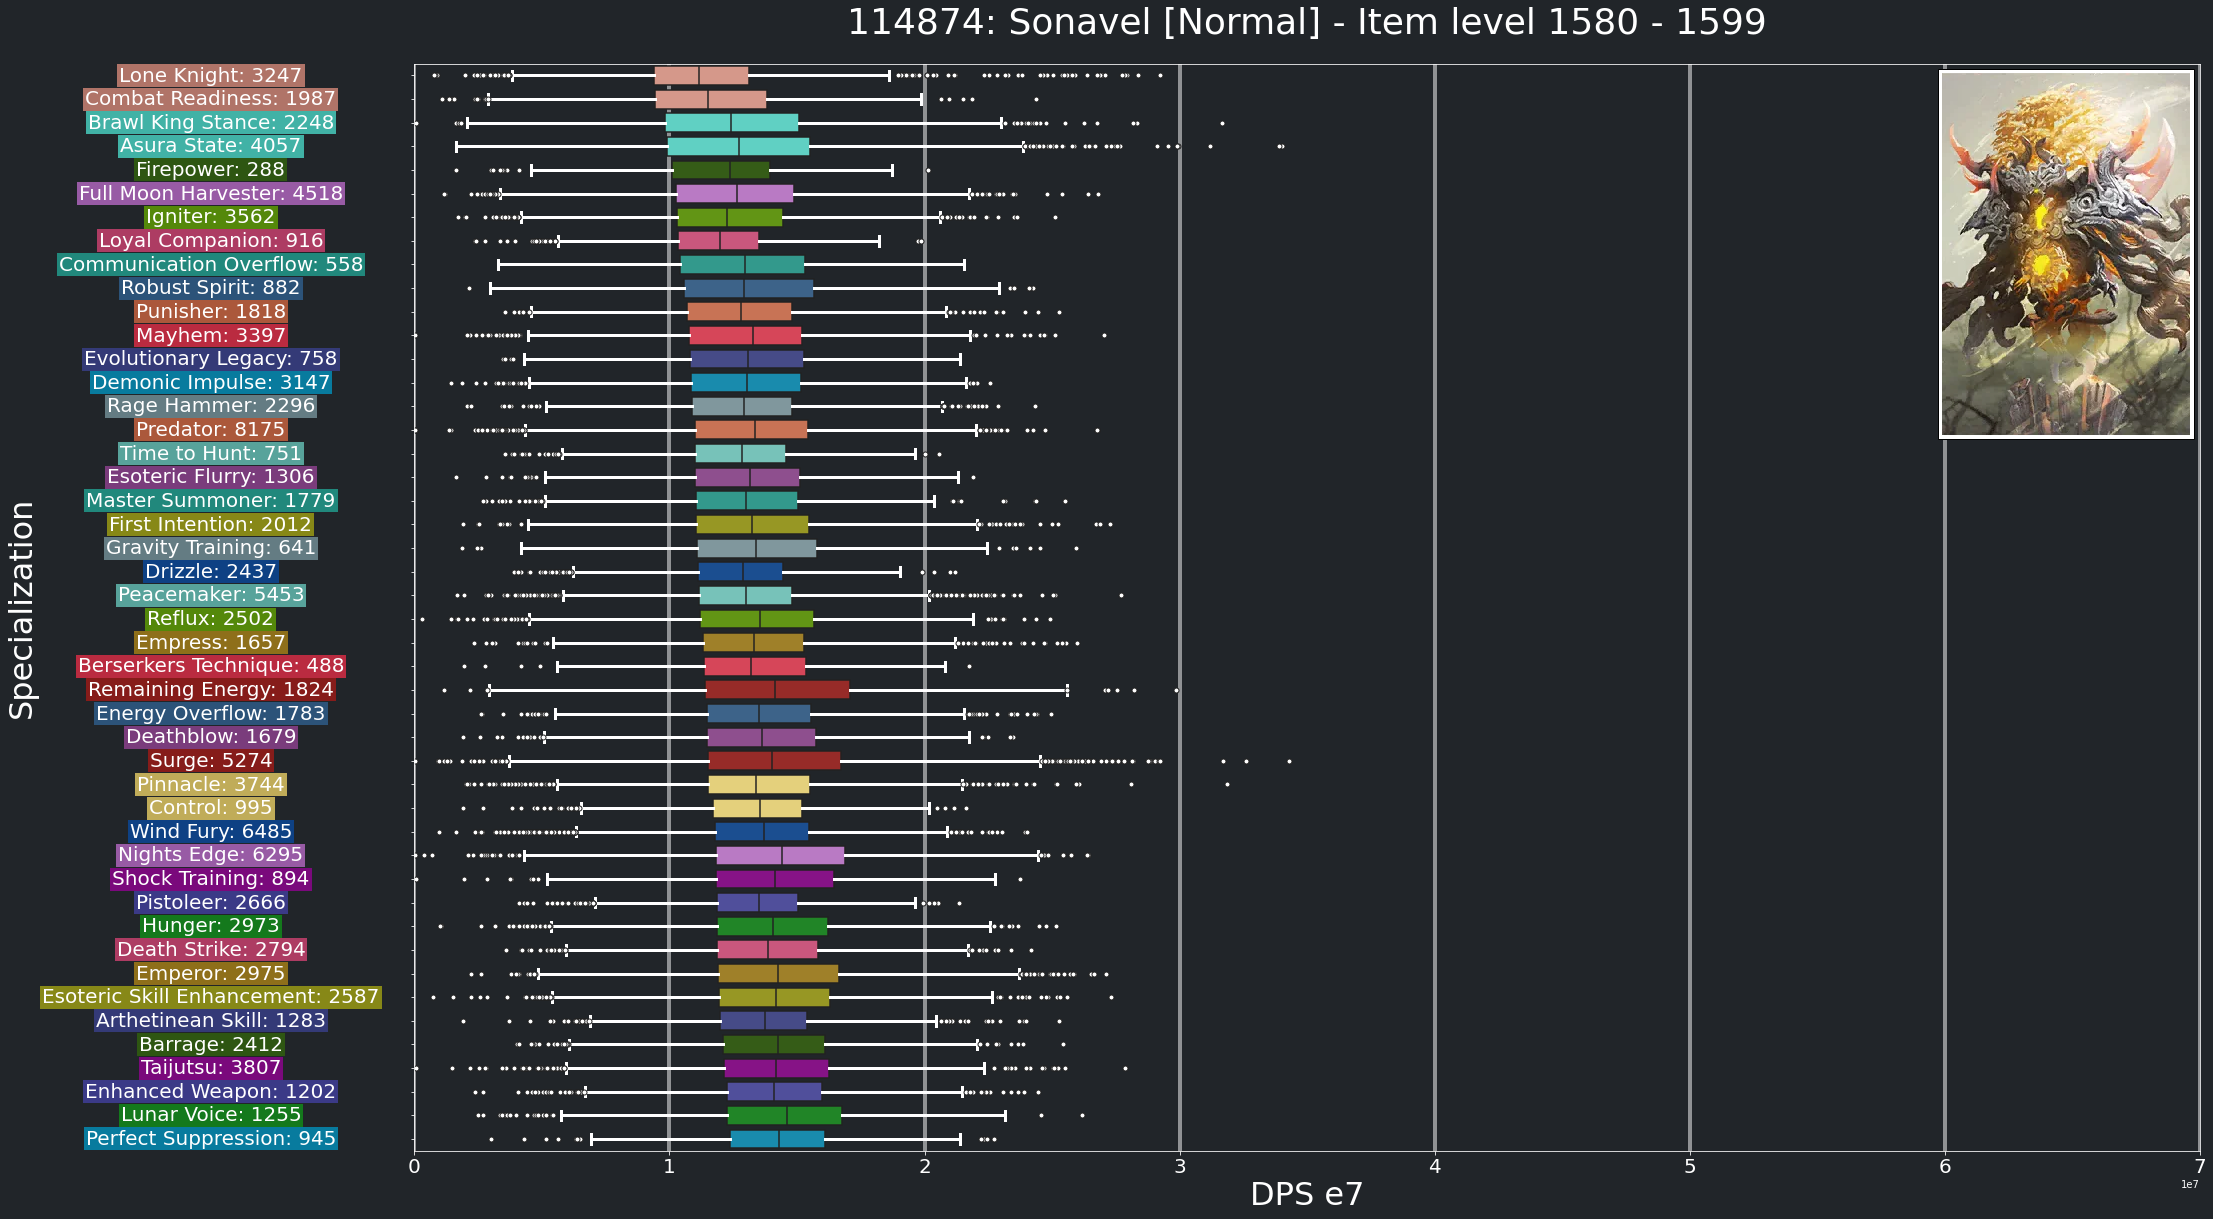 114874: Sonavel [Normal] - Item level 1580 - 1599
Lone Knight: 3247
Combat Readiness: 1987
Brawl King Stance: 2248
Asura State: 4057
Firepower: 288
Full Moon Harvester: 4518
Igniter: 3562
Loyal Companion: 916
Communication Overflow: 558
Robust Spirit: 882
Punisher: 1818
Mayhem: 3397
Evolutionary Legacy: 758
Demonic Impulse: 3147
Rage Hammer: 2296
Predator: 8175
Time to Hunt: 751
Esoteric Flurry: 1306
Master Summoner: 1779
First Intention: 2012
Gravity Training: 641
Drizzle: 2437
Peacemaker: 5453
Reflux: 2502
Empress: 1657
Berserkers Technique: 488
Remaining Energy: 1824
Energy Overflow: 1783
Deathblow: 1679
Surge: 5274
Pinnacle: 3744
Control: 995
Wind Fury: 6485
Nights Edge: 6295
Shock Training: 894
Pistoleer: 2666
Hunger: 2973
Death Strike: 2794
Emperor: 2975
Esoteric Skill Enhancement: 2587
Arthetinean Skill: 1283
Barrage: 2412
Taijutsu: 3807
Enhanced Weapon: 1202
Lunar Voice: 1255
Perfect Suppression: 945
Specialization
0 1 2 3 4 5 6 7
1e7
DPS e7